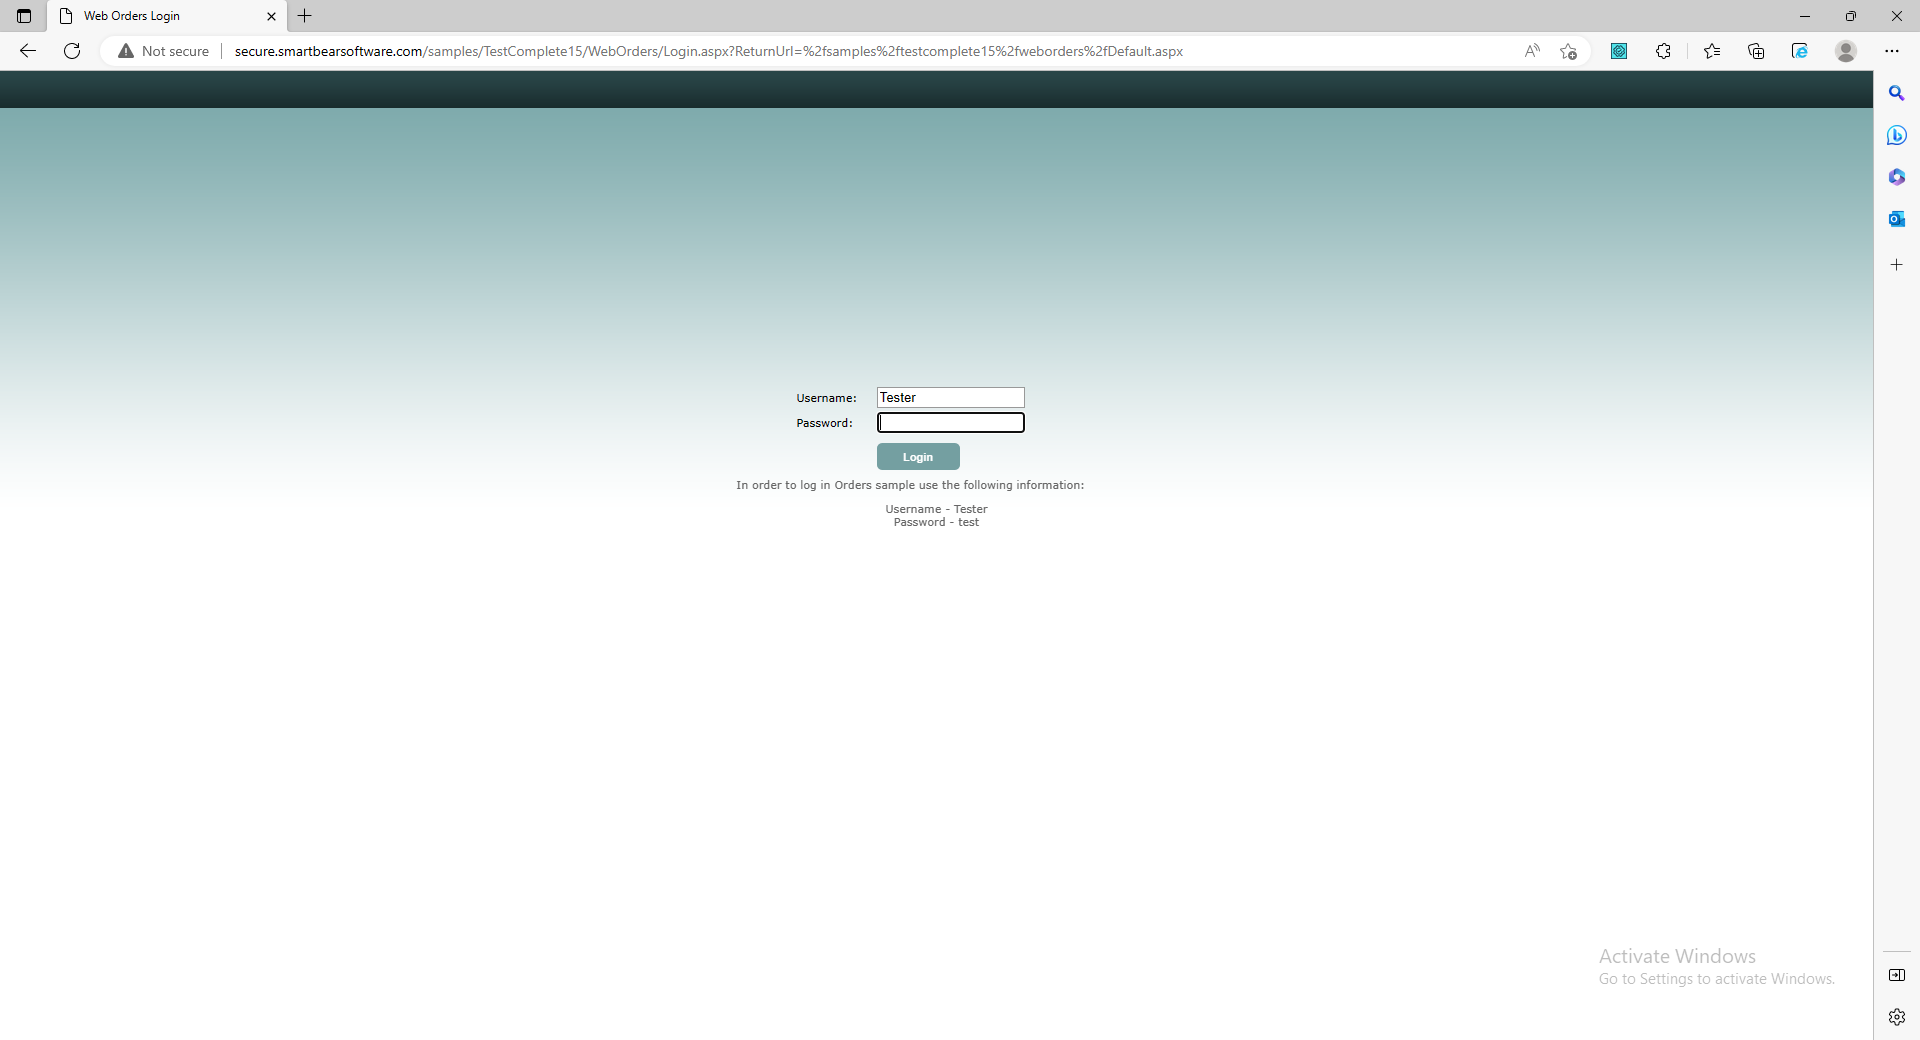 Web Orders Login
Not secure
secure.smartbearsoftware.com/samples/TestComplete15/WebOrders/Login.aspx?ReturnUrl=%2fsamples%2ftestcomplete15%2fweborders%2fDefault.aspx
Username: Tester
Password:
Login
In order to log in Orders sample use the following information:
Username - Tester
Password - test
Activate Windows
Go to Settings to activate Windows.